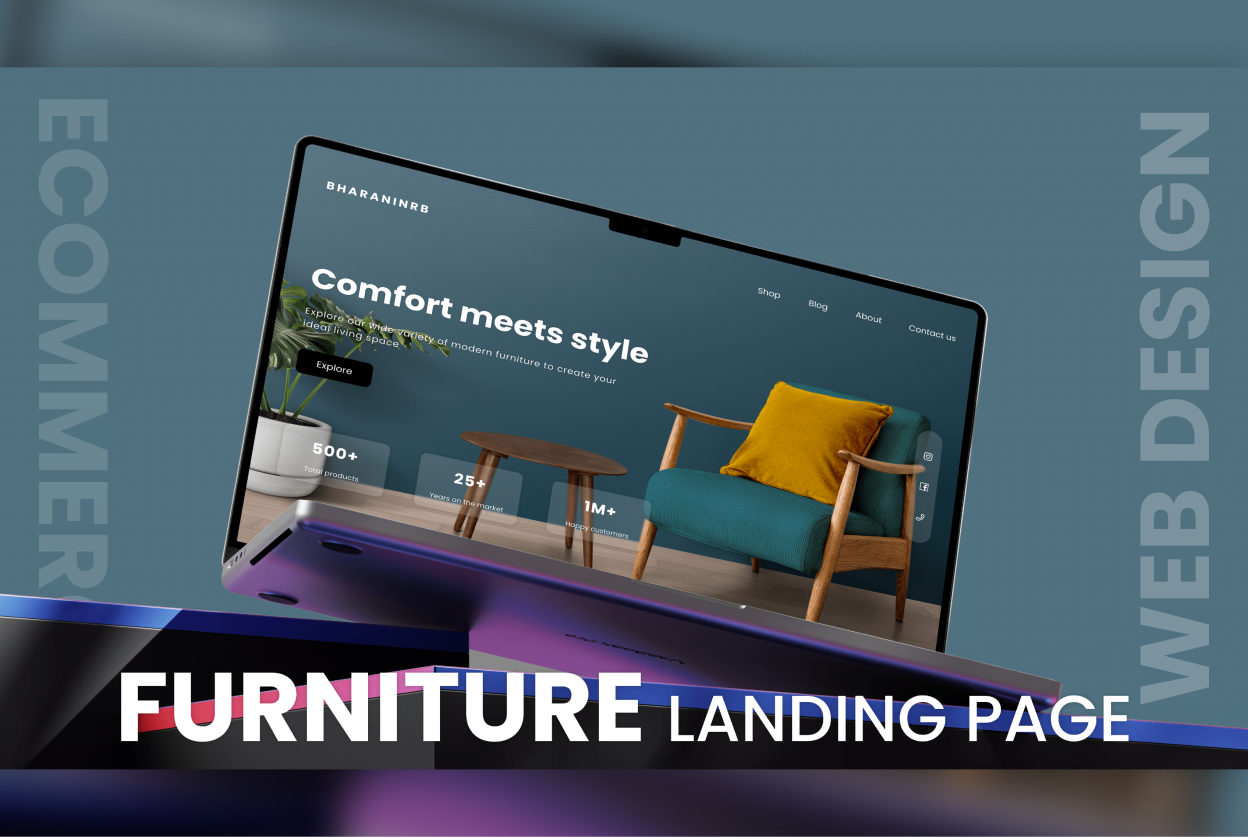 ECOMMERC
WEB DESIGN
BHARANINRB
Shop
Blog
About
Contact us
Comfort meets style
Explore our wide variety of modern furniture to create your
ideal living space
Explore
500+
Total products
25+
Years on the market
1M+
Happy customers
FURNITURE LANDING PAGE